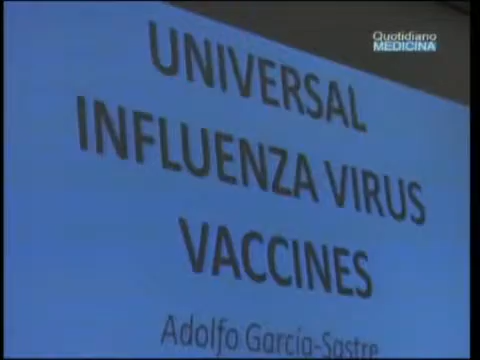 Quotidiano
MEDICINA
UNIVERSAL
INFLUENZA VIRUS
VACCINES
Adolfo García-Sastre